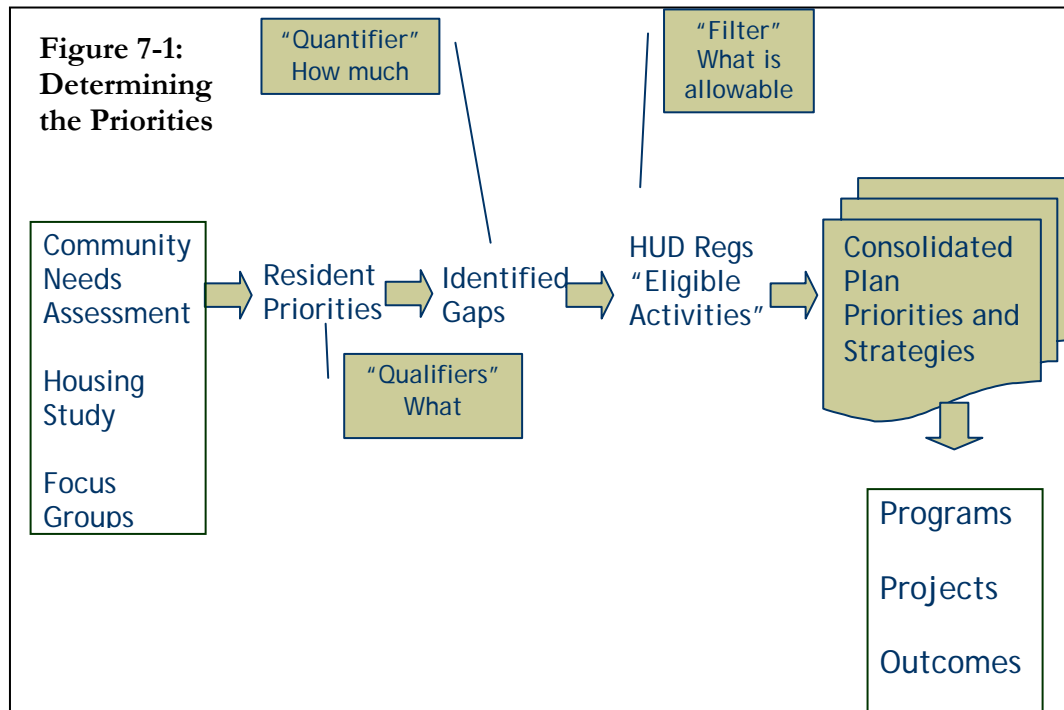 Figure 7-1:
Determining
the Priorities
“Quantifier”
How much
“Filter”
What is
allowable
Community
Needs
Assessment
Housing
Study
Focus
Groups
Resident
Priorities
“Qualifiers”
What
Identified
Gaps
HUD Regs
“Eligible
Activities”
Consolidated
Plan
Priorities and
Strategies
Programs
Projects
Outcomes